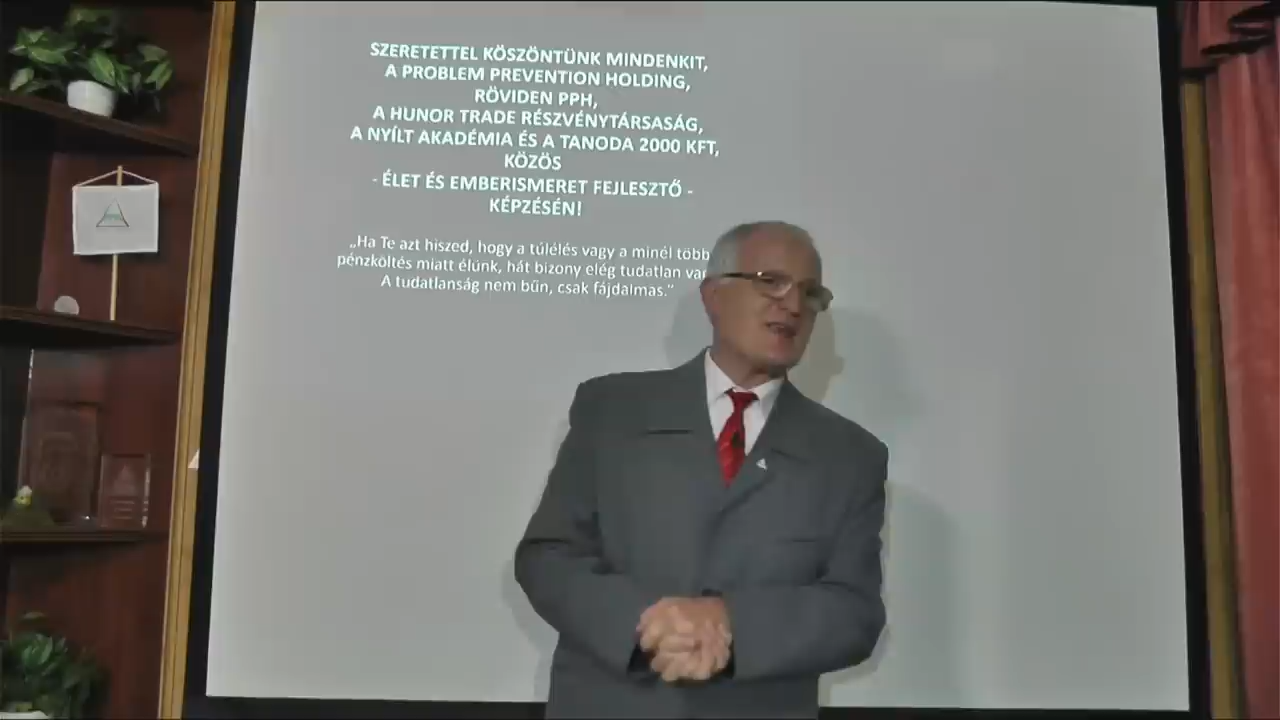 SZERETETTEL KÖSZÖNTÜNK MINDENKIT,
A PROBLEM PREVENTION HOLDING,
RÖVIDEN PPH,
A HUNOR TRADE RÉSZVÉNYTÁRSASÁG,
A NYÍLT AKADÉMIA ÉS A TANODA 2000 KFT,
KÖZÖS
- ÉLET ÉS EMBERISMERET FEJLESZTŐ -
KÉPZÉSÉN!
„Ha Te azt hiszed, hogy a túlélés vagy a minél több
pénzköltés miatt élünk, hát bizony elég tudatlan
A tudatlanság nem bűn, csak fájdalmas.”